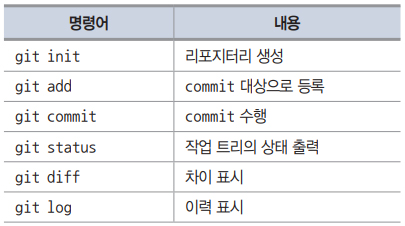 명령어 내용
git init 리포지터리 생성
git add commit 대상으로 등록
git commit commit 수행
git status 작업 트리의 상태 출력
git diff 차이 표시
git log 이력 표시